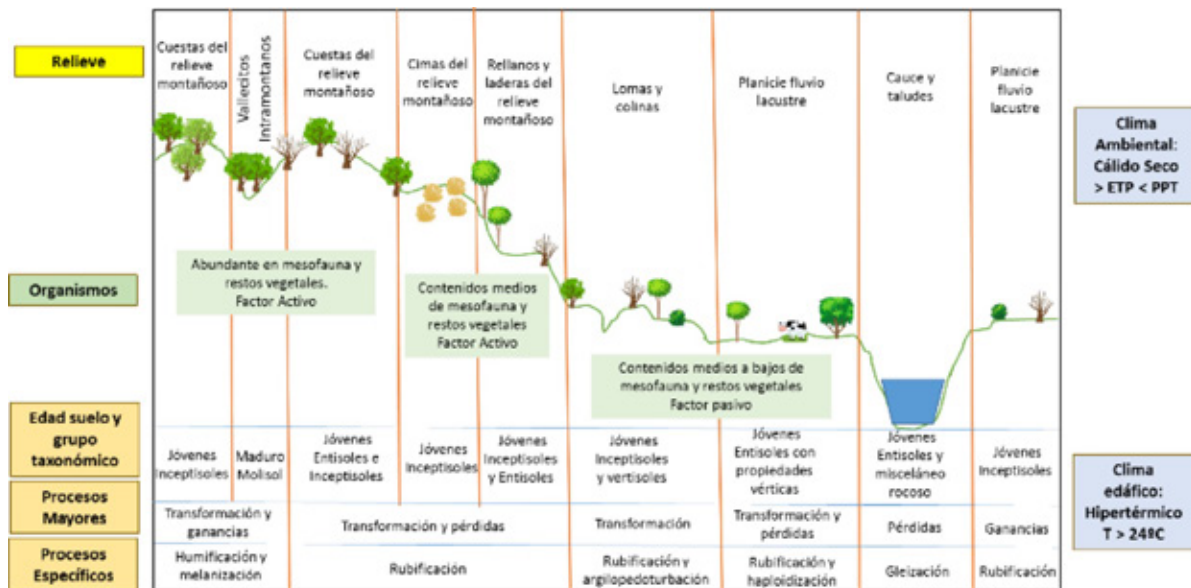 Relieve
Cuestas del
relieve
montañoso
Vallecitos
Intramontanos
Cuestas del
relieve
montañoso
Cimas del
relieve
montañoso
Rellanos y
laderas del
relieve
montañoso
Lomas y
colinas
Planicie fluvio
lacustre
Cauce y
taludes
Planicie
fluvio
lacustre
Clima
Ambiental:
Cálido Seco
> ETP < PPT
Organismos
Abundante en mesofauna y
restos vegetales.
Factor Activo
Contenidos medios
de mesofauna y
restos vegetales
Factor Activo
Contenidos medios a bajos de
mesofauna y restos vegetales
Factor pasivo
Edad suelo y
grupo
taxonómico
Jóvenes
Inceptisoles
Maduro
Molisol
Jóvenes
Entisoles e
Inceptisoles
Jóvenes
Inceptisoles
Jóvenes
Inceptisoles
y Entisoles
Jóvenes
Inceptisoles
y vertisoles
Jóvenes
Entisoles con
propiedades
vérticas
Jóvenes
Entisoles y
misceláneo
rocoso
Jóvenes
Inceptisoles
Clima
edáfico:
Hipertérmico
T > 24ºC
Procesos
Mayores
Transformación y
ganancias
Transformación y pérdidas
Transformación
Transformación y
pérdidas
Pérdidas
Ganancias
Procesos
Específicos
Humificación y
melanización
Rubificación
Rubificación y
argilopedoturbación
Rubificación y
haploidización
Gleización
Rubificación